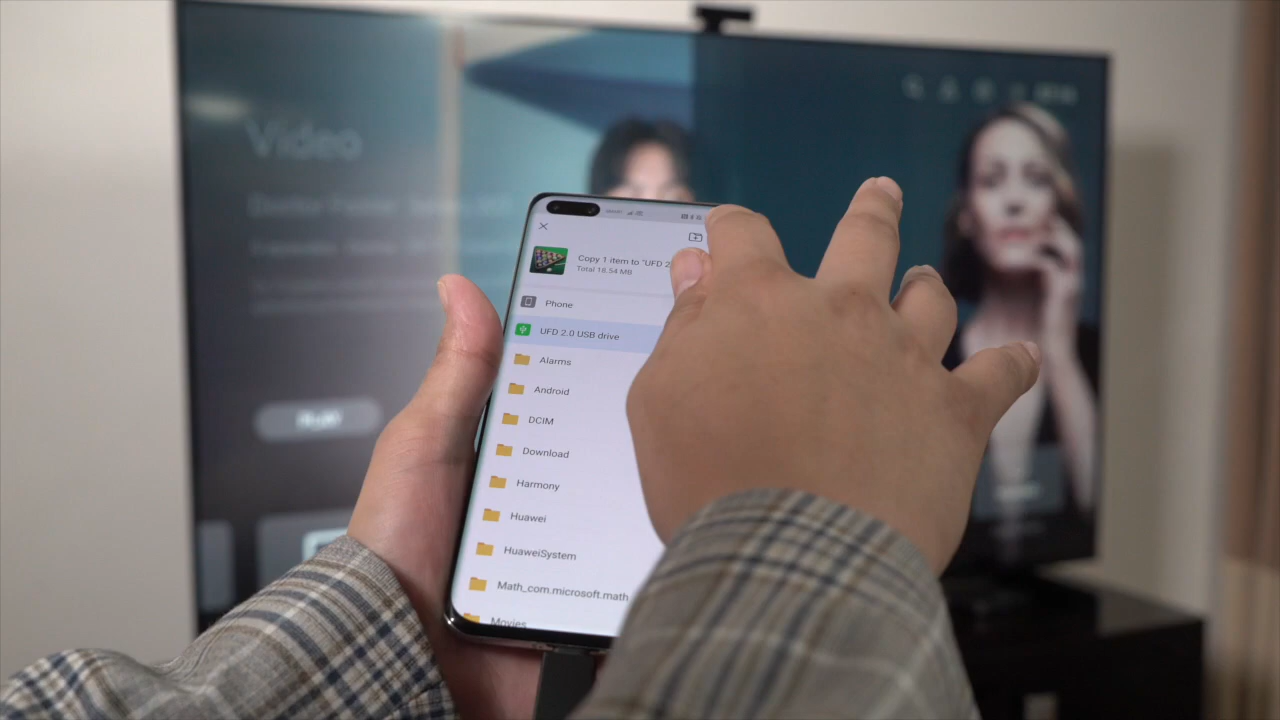 Video
PLAY
Copy 1 item to "UFD 2
Total 16.54 MB
Phone
UFD 2.0 USB drive
Alarms
Android
DCIM
Download
Harmony
Huawei
HuaweiSystem
Math_com.microsoft.math
Movies